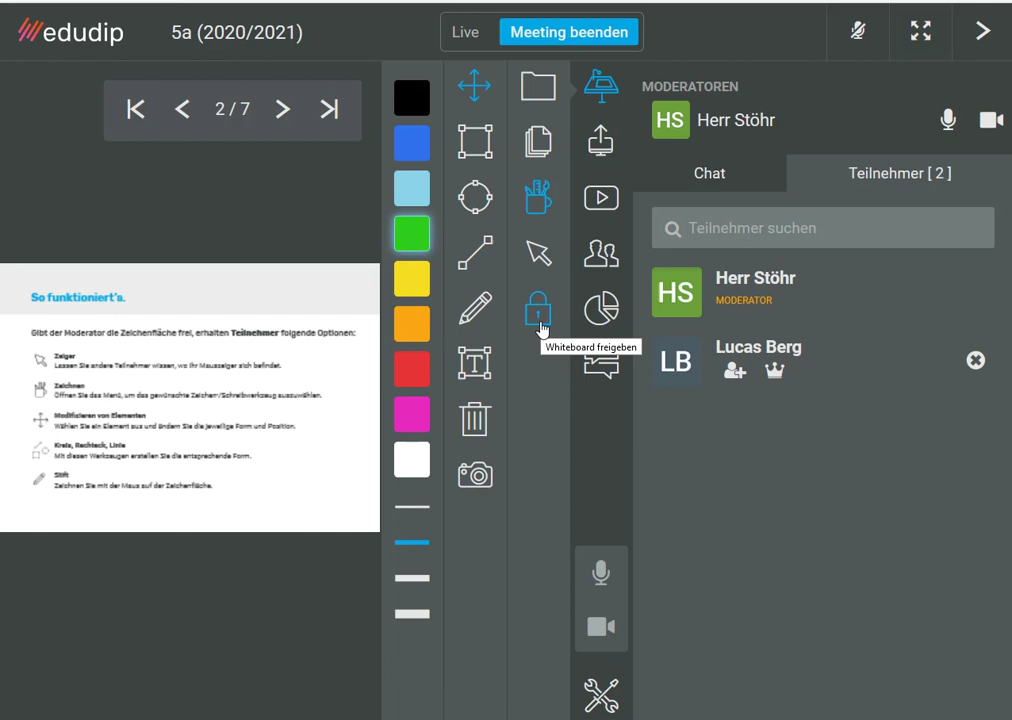 edudip
5a (2020/2021)
Live
Meeting beenden
2 / 7
MODERATOREN
HS
Herr Stöhr
Chat
Teilnehmer [ 2 ]
Teilnehmer suchen
HS
Herr Stöhr
MODERATOR
LB
Lucas Berg
Whiteboard freigeben
So funktioniert's.
Gibt der Moderator die Zeichenfläche frei, erhalten Teilnehmer folgende Optionen:
Zeiger
Lassen Sie andere Teilnehmer wissen, wo Ihr Mauszeiger sich befindet.
Zeichnen
Öffnen Sie das Menü, um das gewünschte Zeichen-/Schreibwerkzeug auszuwählen.
Modifizieren von Elementen
Wählen Sie ein Element aus und ändern Sie die jeweilige Form und Position.
Kreis, Rechteck, Linie
Mit diesen Werkzeugen erstellen Sie die entsprechende Form.
Stift
Zeichnen Sie mit der Maus auf der Zeichenfläche.